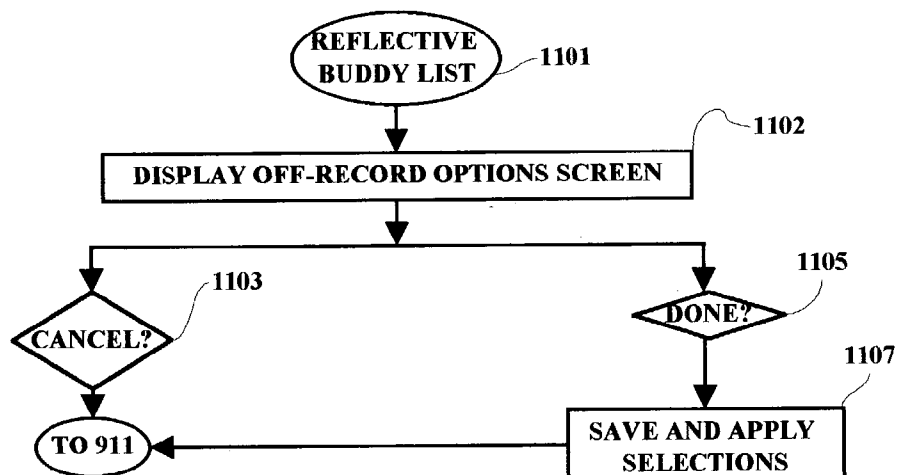 REFLECTIVE
BUDDY LIST
1101
1102
DISPLAY OFF-RECORD OPTIONS SCREEN
1103
1105
CANCEL?
DONE?
1107
TO 911
SAVE AND APPLY
SELECTIONS